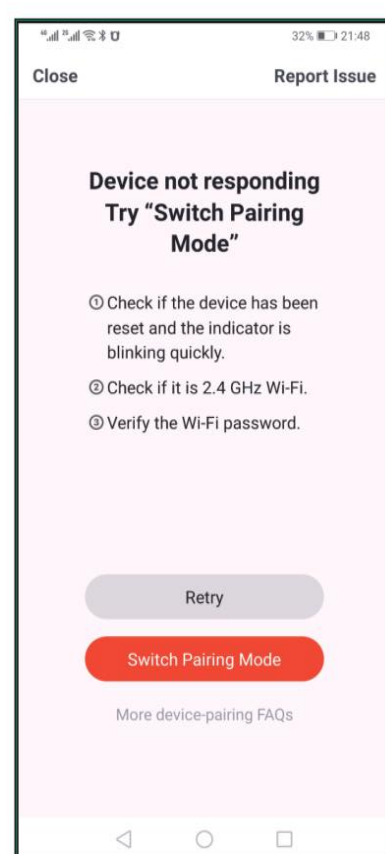 32% 21:48
Close Report Issue
Device not responding
Try “Switch Pairing
Mode”
① Check if the device has been
reset and the indicator is
blinking quickly.
② Check if it is 2.4 GHz Wi-Fi.
③ Verify the Wi-Fi password.
Retry
Switch Pairing Mode
More device-pairing FAQs